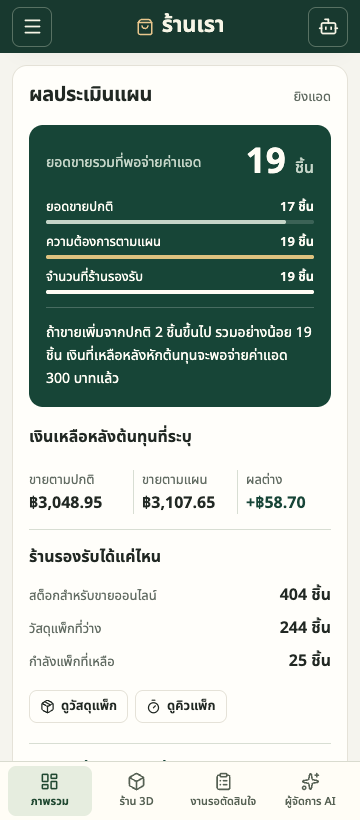 ร้านเรา
ผลประเมินแผน
ยิงแอด
ยอดขายรวมที่พอจ่ายค่าแอด
19 ชิ้น
ยอดขายปกติ
17 ชิ้น
ความต้องการตามแผน
19 ชิ้น
จำนวนที่ร้านรองรับ
19 ชิ้น
ถ้าขายเพิ่มจากปกติ 2 ชิ้นขึ้นไป รวมอย่างน้อย 19
ชิ้น เงินที่เหลือหลังหักต้นทุนจะพอจ่ายค่าแอด
300 บาทแล้ว
เงินเหลือหลังต้นทุนที่ระบุ
ขายตามปกติ
฿3,048.95
ขายตามแผน
฿3,107.65
ผลต่าง
+฿58.70
ร้านรองรับได้แค่ไหน
สต็อกสำหรับขายออนไลน์
404 ชิ้น
วัสดุแพ็กที่ว่าง
244 ชิ้น
กำลังแพ็กที่เหลือ
25 ชิ้น
ดูวัสดุแพ็ก
ดูคิวแพ็ก
ภาพรวม
ร้าน 3D
งานรอตัดสินใจ
ผู้จัดการ AI